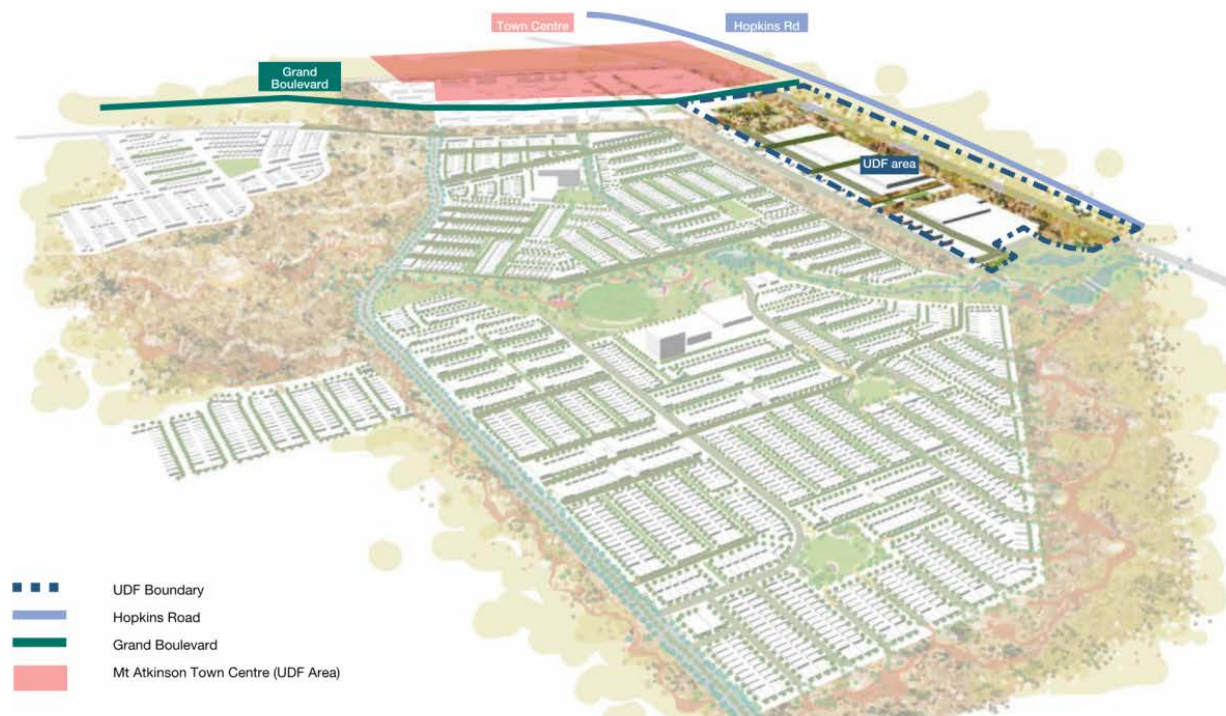 Town Centre
Hopkins Rd
Grand
Boulevard
UDF area
UDF Boundary
Hopkins Road
Grand Boulevard
Mt Atkinson Town Centre (UDF Area)